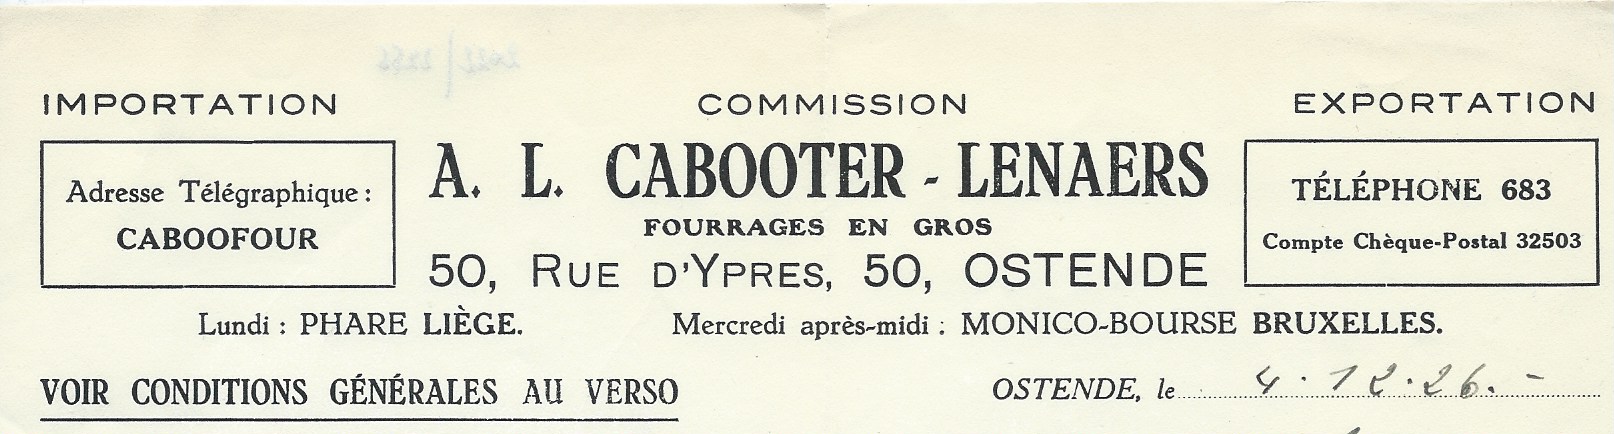 IMPORTATION COMMISSION EXPORTATION
Adresse Télégraphique:
CABOOFOUR
A. L. CABOOTER - LENAERS
FOURRAGES EN GROS
50, RUE D'YPRES, 50, OSTENDE
TÉLÉPHONE 683
Compte Chèque-Postal 32503
Lundi : PHARE LIÈGE. Mercredi après-midi : MONICO-BOURSE BRUXELLES.
VOIR CONDITIONS GÉNÉRALES AU VERSO
OSTENDE, le 4.12.26.-